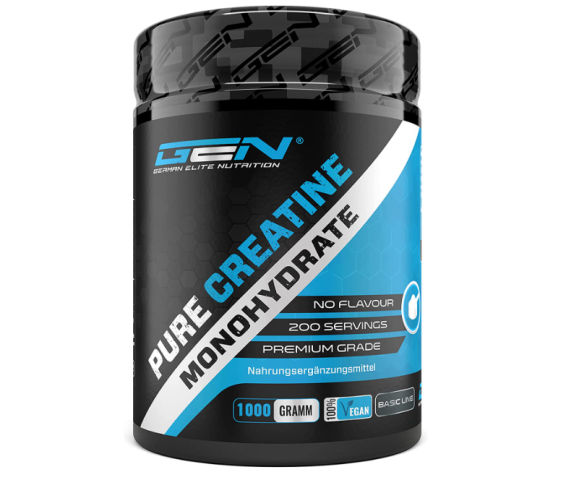 GEN
GEN®
GERMAN ELITE NUTRITION
PURE CREATINE
MONOHYDRATE
NO FLAVOUR
200 SERVINGS
PREMIUM GRADE
Nahrungsergänzungsmittel
1000 GRAMM
100% VEGAN
BASIC LINE